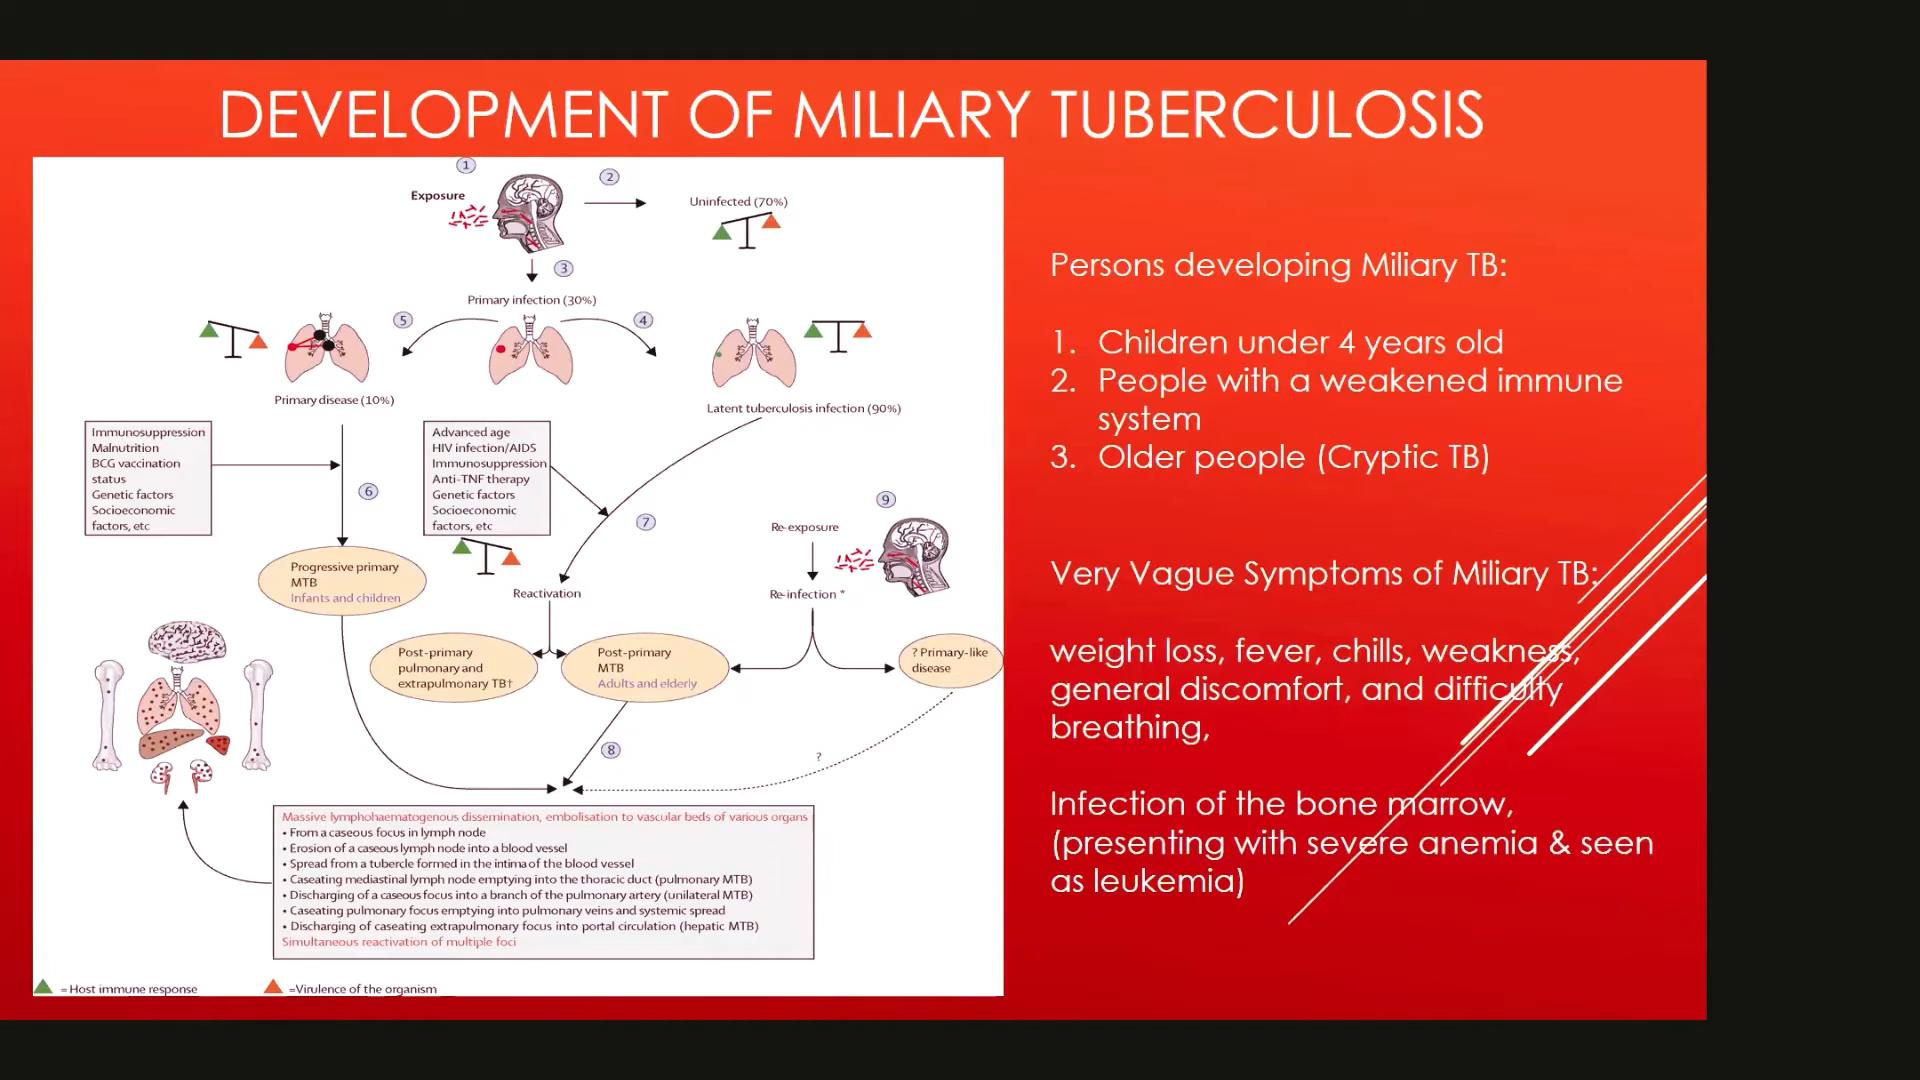 DEVELOPMENT OF MILIARY TUBERCULOSIS
1
Exposure
2
Uninfected (70%)
3
Primary infection (30%)
5
4
Primary disease (10%)
Latent tuberculosis infection (90%)
Immunosuppression
Malnutrition
BCG vaccination
status
Genetic factors
Socioeconomic
factors, etc
6
Advanced age
HIV infection/AIDS
Immunosuppression
Anti-TNF therapy
Genetic factors
Socioeconomic
factors, etc
7
9
Re-exposure
Re-infection *
Reactivation
Progressive primary
MTB
Infants and children
Post-primary
pulmonary and
extrapulmonary TB†
Post-primary
MTB
Adults and elderly
? Primary-like
disease
8
?
Massive lymphohaematogenous dissemination, embolisation to vascular beds of various organs
• From a caseous focus in lymph node
• Erosion of a caseous lymph node into a blood vessel
• Spread from a tubercle formed in the intima of the blood vessel
• Caseating mediastinal lymph node emptying into the thoracic duct (pulmonary MTB)
• Discharging of a caseous focus into a branch of the pulmonary artery (unilateral MTB)
• Caseating pulmonary focus emptying into pulmonary veins and systemic spread
• Discharging of caseating extrapulmonary focus into portal circulation (hepatic MTB)
Simultaneous reactivation of multiple foci
= Host immune response
=Virulence of the organism
Persons developing Miliary TB:
1. Children under 4 years old
2. People with a weakened immune
system
3. Older people (Cryptic TB)
Very Vague Symptoms of Miliary TB:
weight loss, fever, chills, weakness,
general discomfort, and difficulty
breathing,
Infection of the bone marrow,
(presenting with severe anemia & seen
as leukemia)